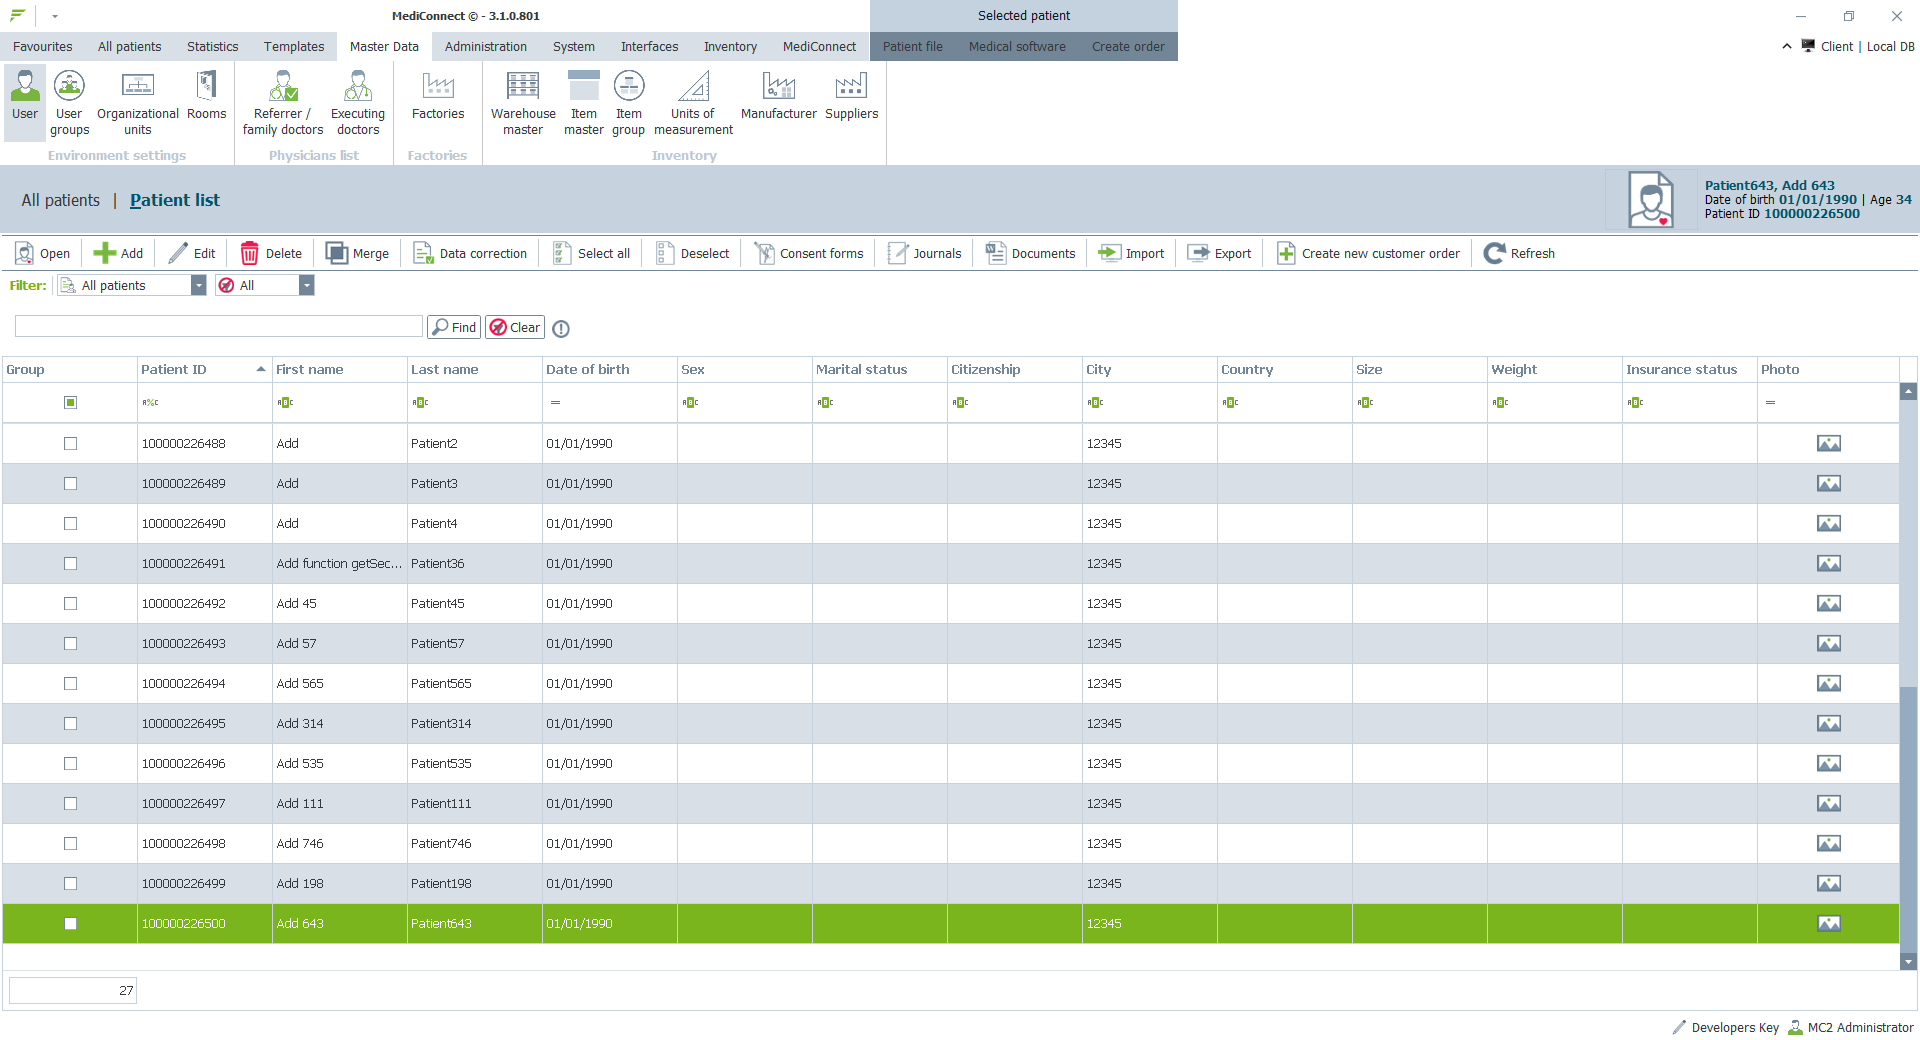 MediConnect © - 3.1.0.801
Selected patient
Favourites All patients Statistics Templates Master Data Administration System Interfaces Inventory MediConnect Patient file Medical software Create order
Client | Local DB
User
User groups
Organizational units
Rooms
Referrer / family doctors
Executing doctors
Factories
Warehouse master
Item master
Item group
Units of measurement
Manufacturer
Suppliers
Environment settings Physicians list Factories Inventory
All patients | Patient list
Patient643, Add 643
Date of birth 01/01/1990 | Age 34
Patient ID 100000226500
Open Add Edit Delete Merge Data correction Select all Deselect Consent forms Journals Documents Import Export Create new customer order Refresh
Filter: All patients All
Find Clear
Group Patient ID First name Last name Date of birth Sex Marital status Citizenship City Country Size Weight Insurance status Photo
100000226488 Add Patient2 01/01/1990 12345
100000226489 Add Patient3 01/01/1990 12345
100000226490 Add Patient4 01/01/1990 12345
100000226491 Add function getSec... Patient36 01/01/1990 12345
100000226492 Add 45 Patient45 01/01/1990 12345
100000226493 Add 57 Patient57 01/01/1990 12345
100000226494 Add 565 Patient565 01/01/1990 12345
100000226495 Add 314 Patient314 01/01/1990 12345
100000226496 Add 535 Patient535 01/01/1990 12345
100000226497 Add 111 Patient111 01/01/1990 12345
100000226498 Add 746 Patient746 01/01/1990 12345
100000226499 Add 198 Patient198 01/01/1990 12345
100000226500 Add 643 Patient643 01/01/1990 12345
27
Developers Key MC2 Administrator